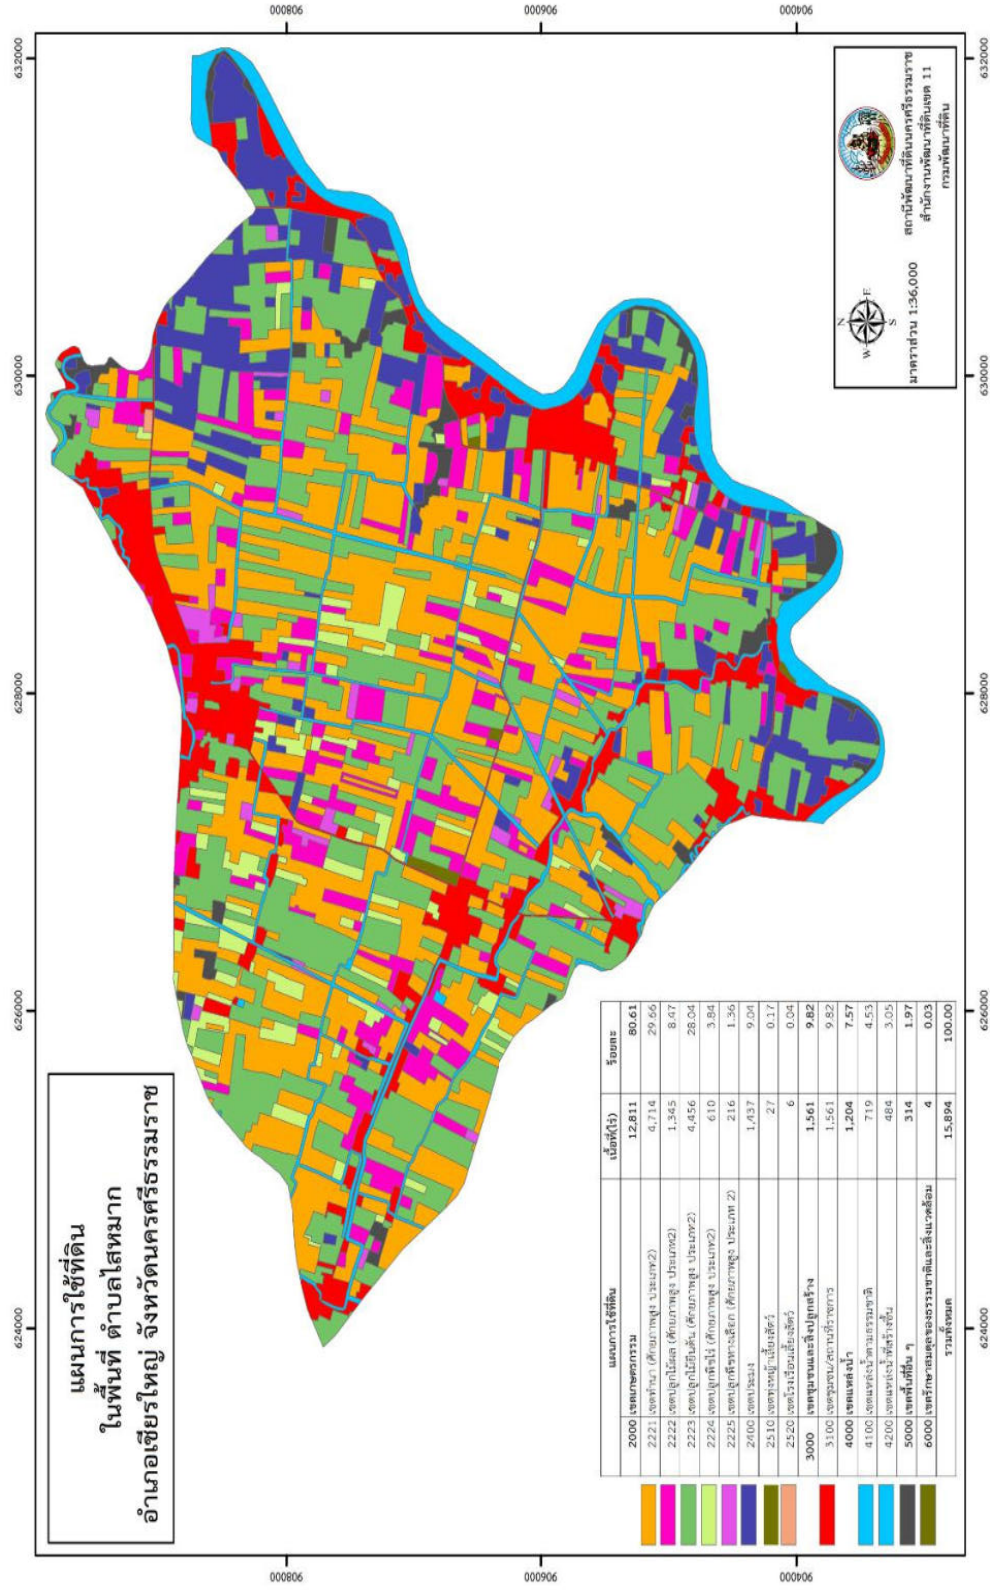 แผนการใช้ที่ดิน
ในพื้นที่ ตำบลไสหมาก
อำเภอเชียรใหญ่ จังหวัดนครศรีธรรมราช
624000 626000 628000 630000 632000
624000 626000 628000 630000 632000
908000 906000 904000
908000 906000 904000
N
W E
S
มาตราส่วน 1:36,000
สถานีพัฒนาที่ดินนครศรีธรรมราช
สำนักงานพัฒนาที่ดินเขต 11
กรมพัฒนาที่ดิน
แผนการใช้ที่ดิน เนื้อที่(ไร่) ร้อยละ
2000 เขตเกษตรกรรม 12,811 80.61
2221 เขตทำนา (ศักยภาพสูง ประเภท2) 4,714 29.66
2222 เขตปลูกไม้ผล (ศักยภาพสูง ประเภท2) 1,345 8.47
2223 เขตปลูกไม้ยืนต้น (ศักยภาพสูง ประเภท2) 4,456 28.04
2224 เขตปลูกพืชไร่ (ศักยภาพสูง ประเภท2) 610 3.84
2225 เขตปลูกพืชทางเลือก (ศักยภาพสูง ประเภท 2) 216 1.36
2400 เขตประมง 1,437 9.04
2510 เขตทุ่งหญ้าเลี้ยงสัตว์ 27 0.17
2520 เขตโรงเรือนเลี้ยงสัตว์ 6 0.04
3000 เขตชุมชนและสิ่งปลูกสร้าง 1,561 9.82
3100 เขตชุมชน/สถานที่ราชการ 1,561 9.82
4000 เขตแหล่งน้ำ 1,204 7.57
4100 เขตแหล่งน้ำตามธรรมชาติ 719 4.53
4200 เขตแหล่งน้ำที่สร้างขึ้น 484 3.05
5000 เขตพื้นที่อื่น ๆ 314 1.97
6000 เขตรักษาสมดุลของธรรมชาติและสิ่งแวดล้อม 4 0.03
รวมทั้งหมด 15,894 100.00